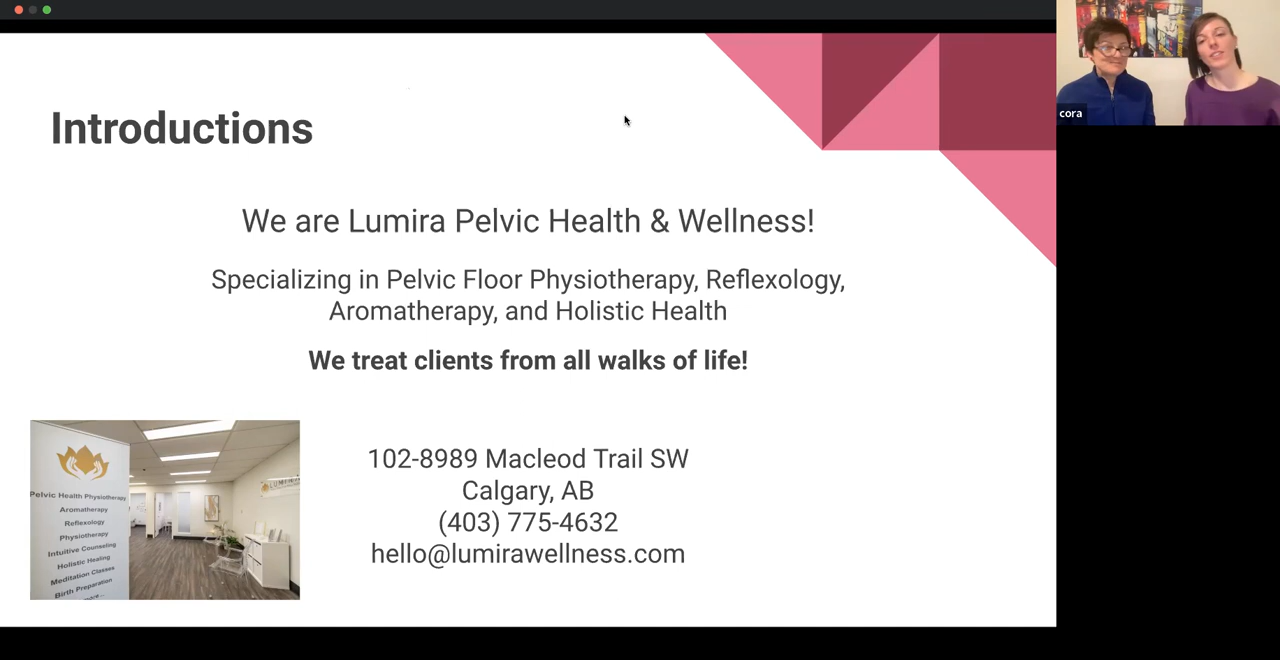 Introductions
We are Lumira Pelvic Health & Wellness!
Specializing in Pelvic Floor Physiotherapy, Reflexology,
Aromatherapy, and Holistic Health
We treat clients from all walks of life!
102-8989 Macleod Trail SW
Calgary, AB
(403) 775-4632
hello@lumirawellness.com
Pelvic Health Physiotherapy
Aromatherapy
Reflexology
Physiotherapy
Intuitive Counseling
Holistic Healing
Meditation Classes
Birth Preparation
more...
LUMIRA
cora